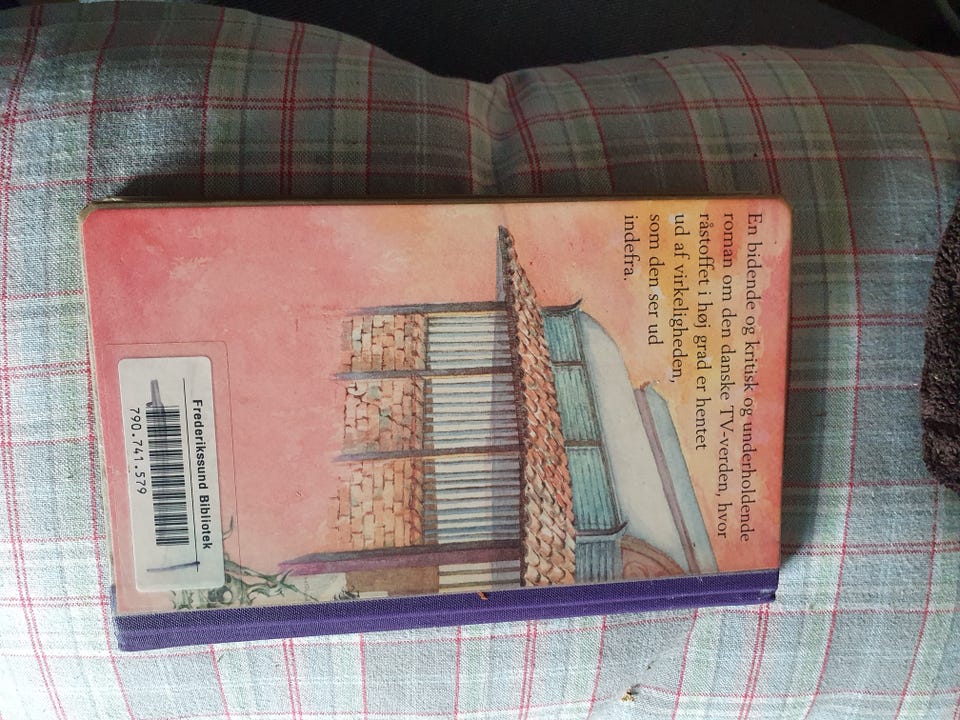 En bidende og kritisk og underholdende
roman om den danske TV-verden, hvor
råstoffet i høj grad er hentet
ud af virkeligheden,
som den ser ud
indefra.
Frederikssund Bibliotek
790.741.579